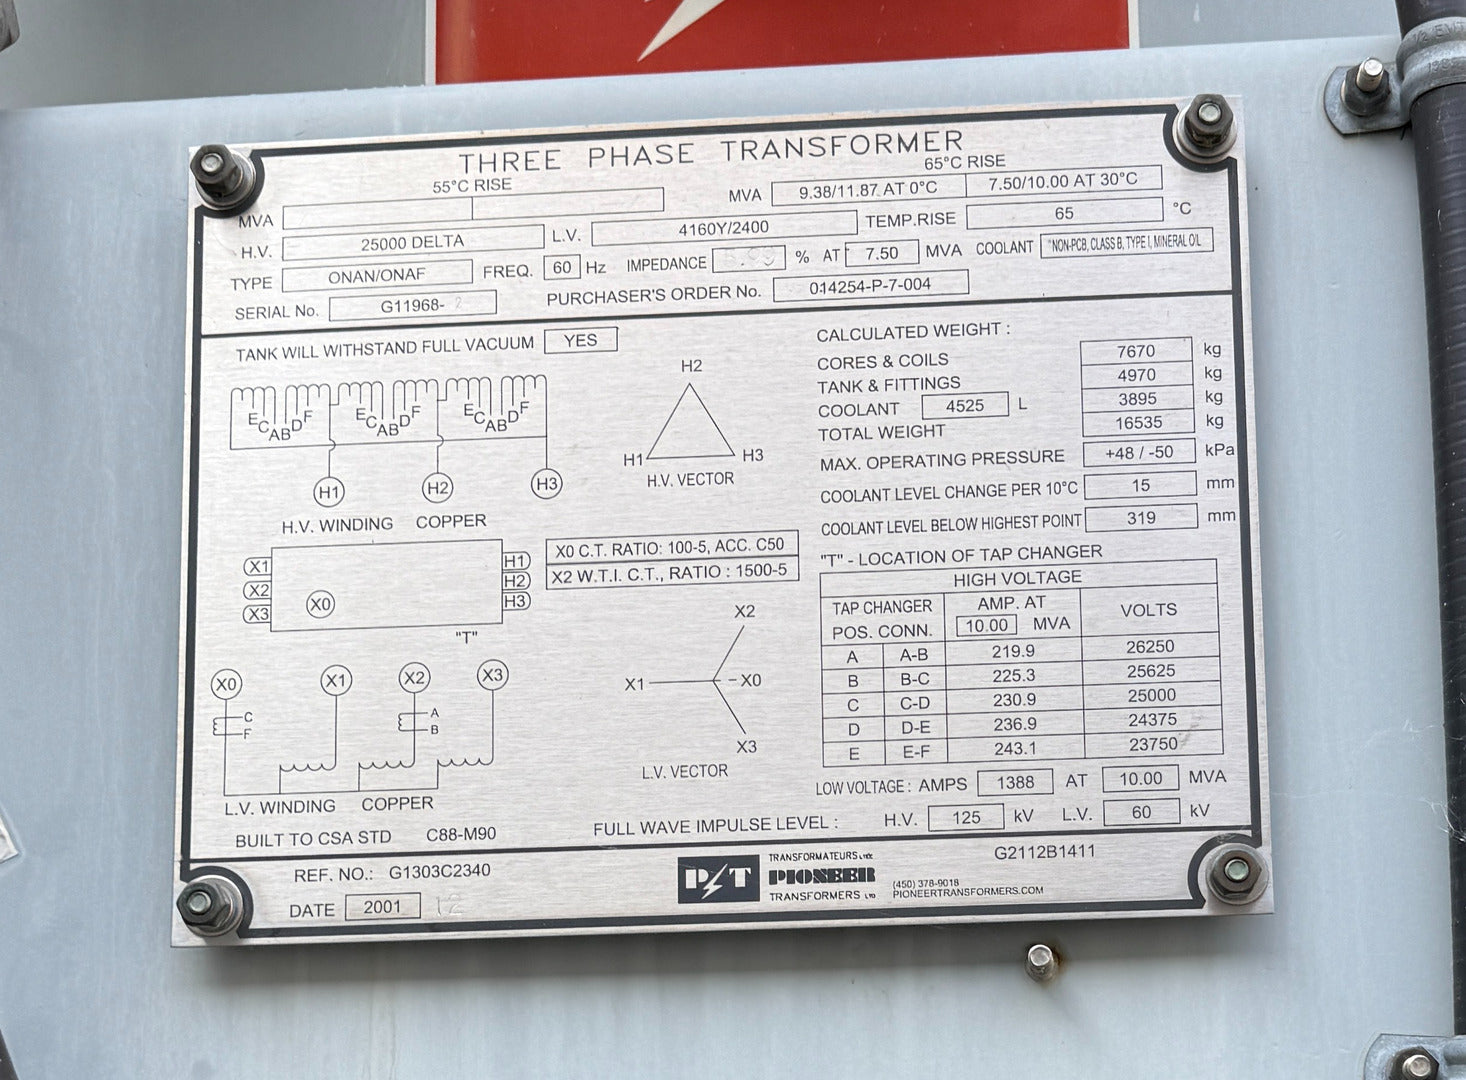 THREE PHASE TRANSFORMER
55°C RISE
65°C RISE
MVA
MVA 9.38/11.87 AT 0°C 7.50/10.00 AT 30°C
H.V. 25000 DELTA L.V. 4160Y/2400 TEMP.RISE 65 °C
TYPE ONAN/ONAF FREQ. 60 Hz IMPEDANCE % AT 7.50 MVA COOLANT *NON-PCB, CLASS B, TYPE I, MINERAL OIL
SERIAL No. G11968-2 PURCHASER'S ORDER No. 014254-P-7-004
TANK WILL WITHSTAND FULL VACUUM YES
E C A B D F E C A B D F E C A B D F
H1 H2 H3
H.V. WINDING COPPER
H2
H1 H3
H.V. VECTOR
CALCULATED WEIGHT :
CORES & COILS 7670 kg
TANK & FITTINGS 4970 kg
COOLANT 4525 L 3895 kg
TOTAL WEIGHT 16535 kg
MAX. OPERATING PRESSURE +48 / -50 kPa
COOLANT LEVEL CHANGE PER 10°C 15 mm
COOLANT LEVEL BELOW HIGHEST POINT 319 mm
X1 H1
X2 H2
X3 X0 H3
"T"
X0 C.T. RATIO: 100-5, ACC. C50
X2 W.T.I. C.T., RATIO : 1500-5
"T" - LOCATION OF TAP CHANGER
HIGH VOLTAGE
TAP CHANGER AMP. AT VOLTS
POS. CONN. 10.00 MVA
A A-B 219.9 26250
B B-C 225.3 25625
C C-D 230.9 25000
D D-E 236.9 24375
E E-F 243.1 23750
X0 X1 X2 X3
C A
F B
L.V. WINDING COPPER
X2
X1 X0
X3
L.V. VECTOR
LOW VOLTAGE : AMPS 1388 AT 10.00 MVA
BUILT TO CSA STD C88-M90
FULL WAVE IMPULSE LEVEL : H.V. 125 kV L.V. 60 kV
REF. NO.: G1303C2340
DATE 2001 12
P/T
TRANSFORMATEURS LTÉE
PIONEER
TRANSFORMERS LTD
(450) 378-9018
PIONEERTRANSFORMERS.COM
G2112B1411
1/2 EMT